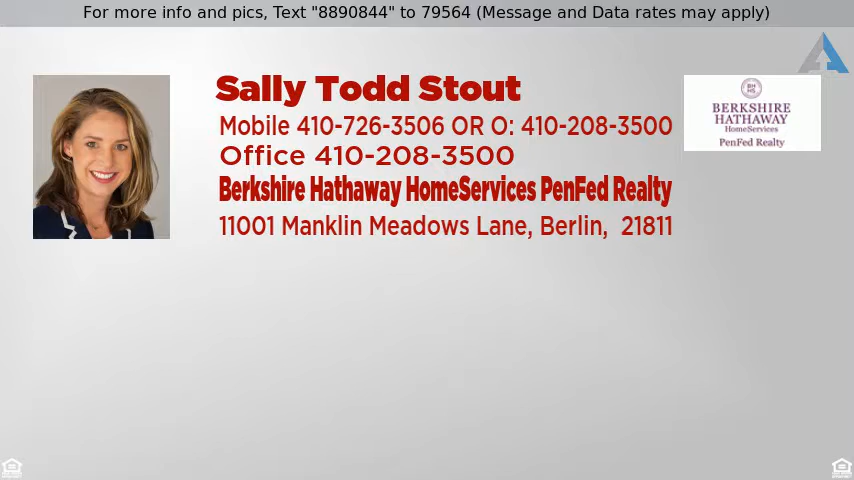 For more info and pics, Text "8890844" to 79564 (Message and Data rates may apply)
Sally Todd Stout
Mobile 410-726-3506 OR O: 410-208-3500
Office 410-208-3500
Berkshire Hathaway HomeServices PenFed Realty
11001 Manklin Meadows Lane, Berlin, 21811
BH
HS
BERKSHIRE
HATHAWAY
HomeServices
PenFed Realty